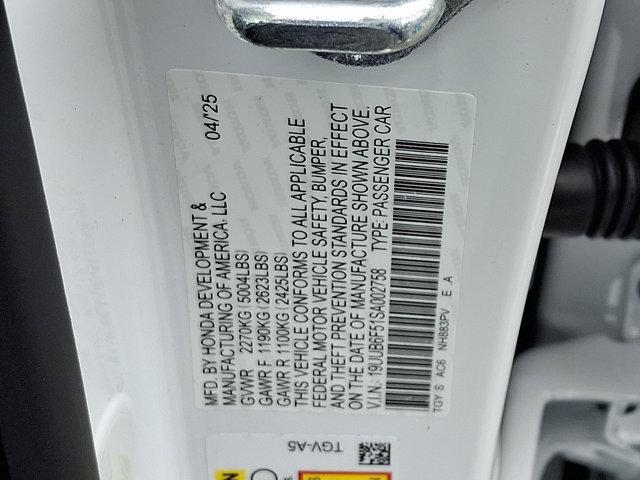 MFD. BY HONDA DEVELOPMENT &
MANUFACTURING OF AMERICA, LLC 04/'25
GVWR 2270KG(5004LBS)
GAWR F 1190KG(2623LBS)
GAWR R 1100KG(2425LBS)
THIS VEHICLE CONFORMS TO ALL APPLICABLE
FEDERAL MOTOR VEHICLE SAFETY, BUMPER,
AND THEFT PREVENTION STANDARDS IN EFFECT
ON THE DATE OF MANUFACTURE SHOWN ABOVE.
V.I.N.: 19UUB6F51SA002758 TYPE: PASSENGER CAR
TGY S AC6 NH883PV E A
TGV-A5